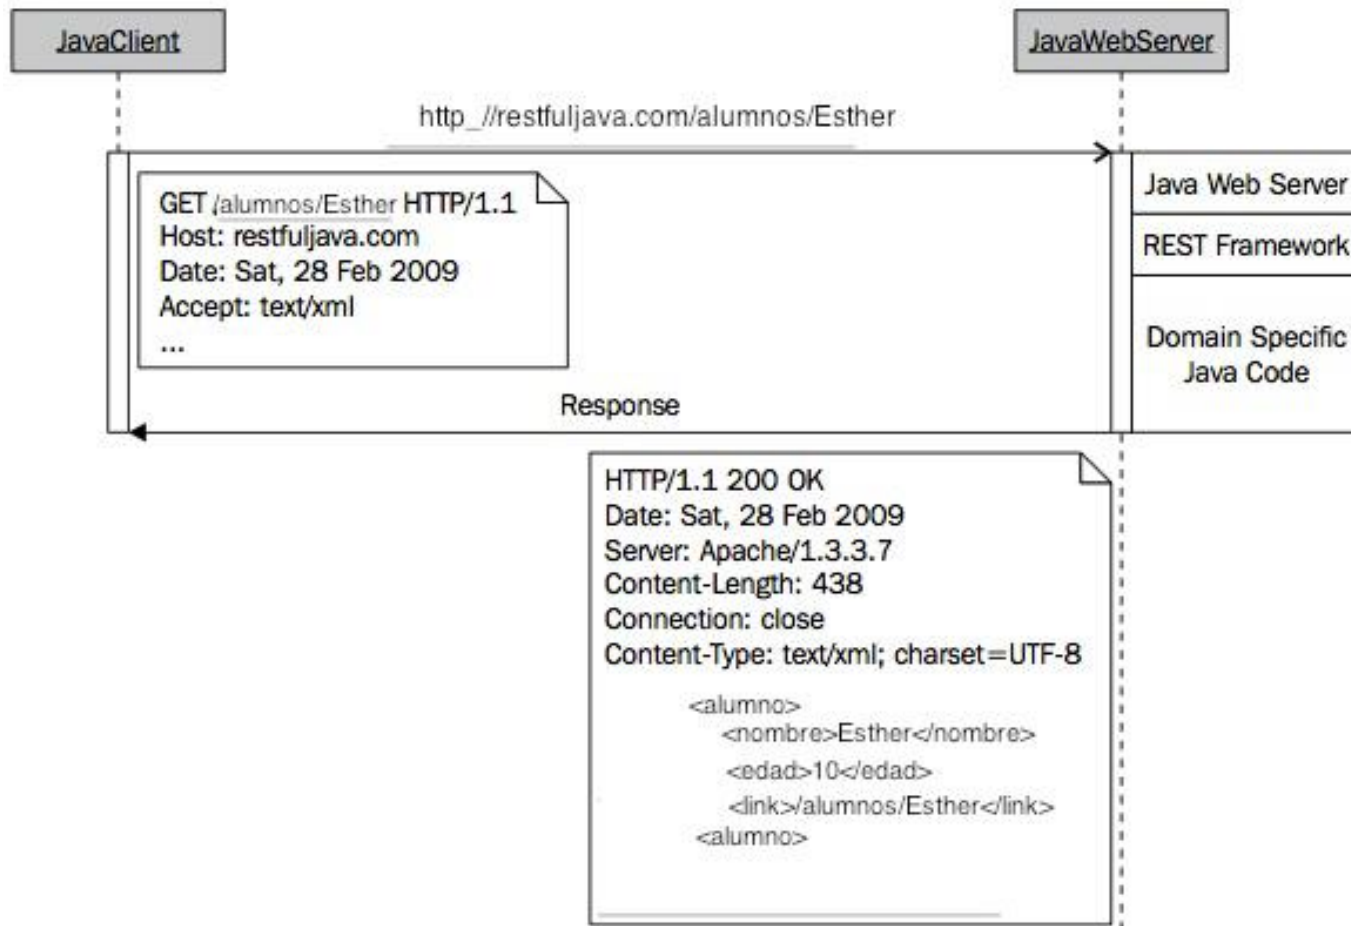 JavaClient
JavaWebServer
http_//restfuljava.com/alumnos/Esther
GET /alumnos/Esther HTTP/1.1
Host: restfuljava.com
Date: Sat, 28 Feb 2009
Accept: text/xml
...
Java Web Server
REST Framework
Domain Specific
Java Code
Response
HTTP/1.1 200 OK
Date: Sat, 28 Feb 2009
Server: Apache/1.3.3.7
Content-Length: 438
Connection: close
Content-Type: text/xml; charset=UTF-8
<alumno>
<nombre>Esther</nombre>
<edad>10</edad>
<link>/alumnos/Esther</link>
<alumno>